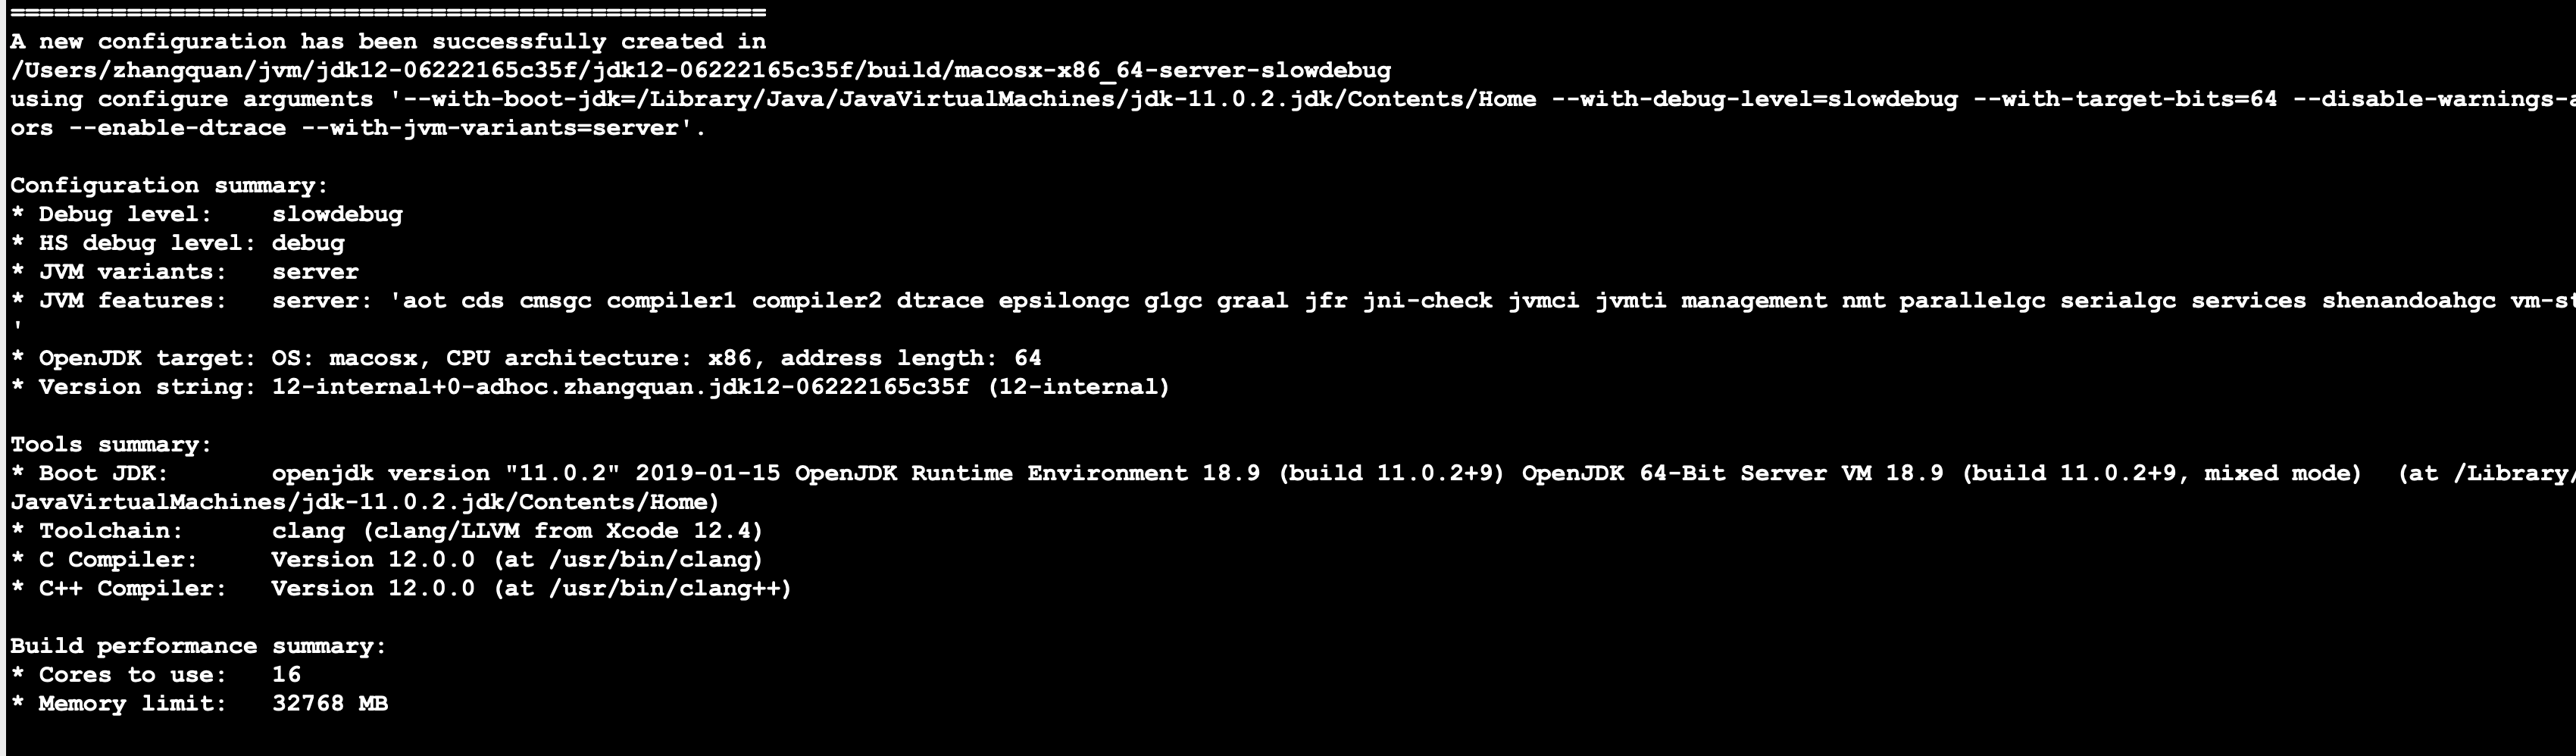 ====================================================
A new configuration has been successfully created in
/Users/zhangquan/jvm/jdk12-06222165c35f/jdk12-06222165c35f/build/macosx-x86_64-server-slowdebug
using configure arguments '--with-boot-jdk=/Library/Java/JavaVirtualMachines/jdk-11.0.2.jdk/Contents/Home --with-debug-level=slowdebug --with-target-bits=64 --disable-warnings-a
ors --enable-dtrace --with-jvm-variants=server'.
Configuration summary:
* Debug level:    slowdebug
* HS debug level: debug
* JVM variants:   server
* JVM features:   server: 'aot cds cmsgc compiler1 compiler2 dtrace epsilongc g1gc graal jfr jni-check jvmci jvmti management nmt parallelgc serialgc services shenandoahgc vm-st
'
* OpenJDK target: OS: macosx, CPU architecture: x86, address length: 64
* Version string: 12-internal+0-adhoc.zhangquan.jdk12-06222165c35f (12-internal)
Tools summary:
* Boot JDK:       openjdk version "11.0.2" 2019-01-15 OpenJDK Runtime Environment 18.9 (build 11.0.2+9) OpenJDK 64-Bit Server VM 18.9 (build 11.0.2+9, mixed mode)  (at /Library/
JavaVirtualMachines/jdk-11.0.2.jdk/Contents/Home)
* Toolchain:      clang (clang/LLVM from Xcode 12.4)
* C Compiler:     Version 12.0.0 (at /usr/bin/clang)
* C++ Compiler:   Version 12.0.0 (at /usr/bin/clang++)
Build performance summary:
* Cores to use:   16
* Memory limit:   32768 MB